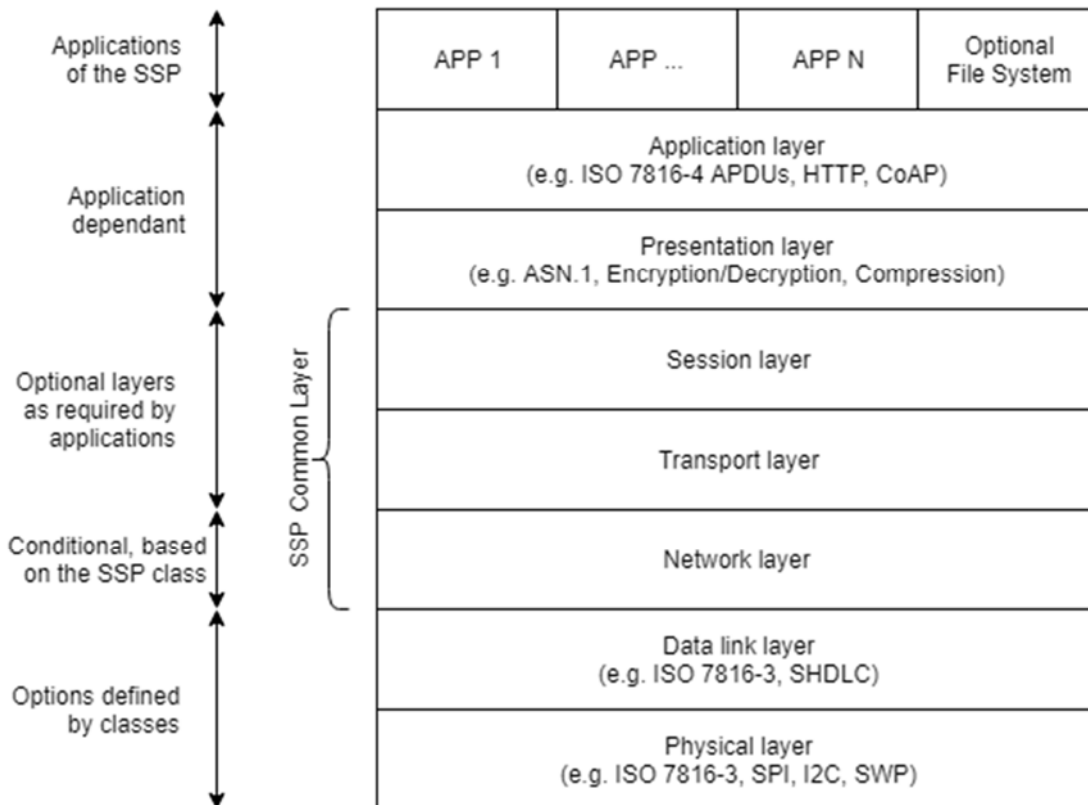 Applications
of the SSP
APP 1
APP ...
APP N
Optional
File System
Application
dependant
Application layer
(e.g. ISO 7816-4 APDUs, HTTP, CoAP)
Presentation layer
(e.g. ASN.1, Encryption/Decryption, Compression)
Optional layers
as required by
applications
SSP Common Layer
Session layer
Transport layer
Conditional, based
on the SSP class
Network layer
Options defined
by classes
Data link layer
(e.g. ISO 7816-3, SHDLC)
Physical layer
(e.g. ISO 7816-3, SPI, I2C, SWP)